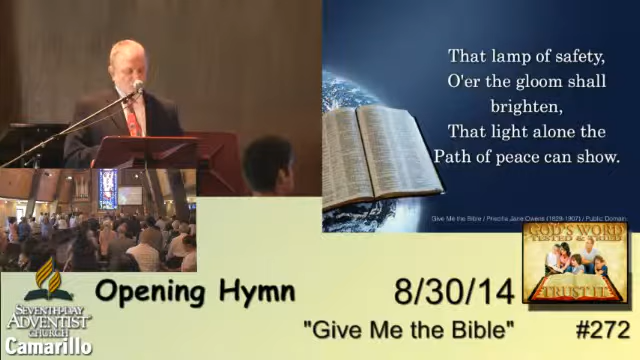 That lamp of safety,
O'er the gloom shall
brighten,
That light alone the
Path of peace can show.
Give Me the Bible / Priscilla Jane Owens (1829-1907) / Public Domain
GOD'S WORD
TESTED & TRIED
TRUST IT
Opening Hymn
8/30/14
"Give Me the Bible"
#272
SEVENTH-DAY
ADVENTIST
CHURCH
Camarillo